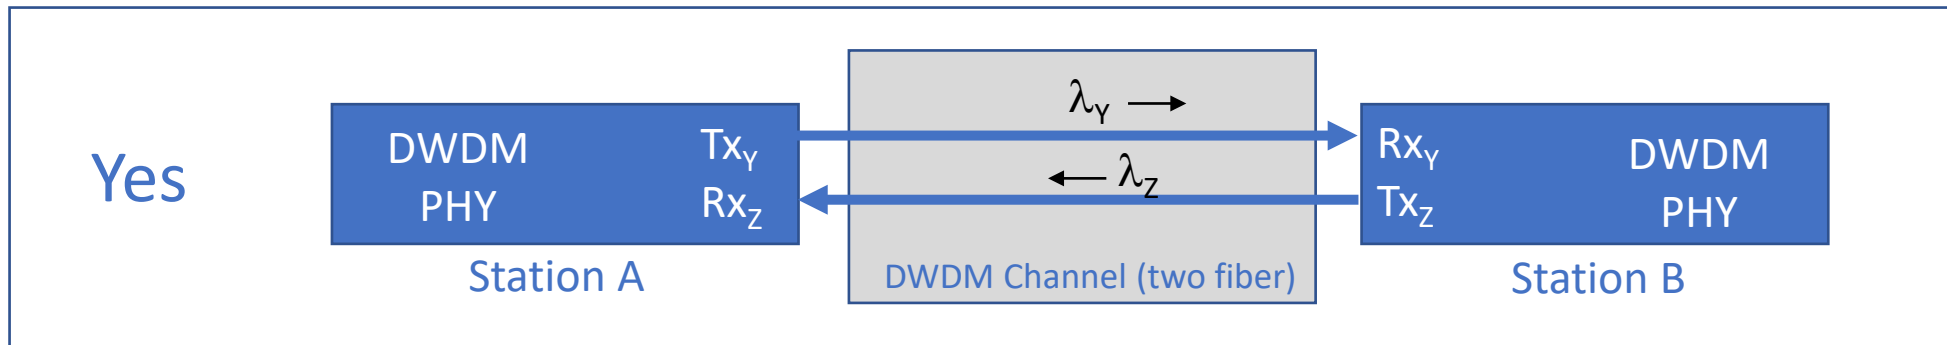 Yes
DWDM
PHY
TxY
RxZ
Station A
λY →
← λZ
DWDM Channel (two fiber)
RxY
TxZ
DWDM
PHY
Station B